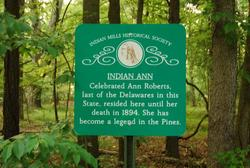 INDIAN MILLS HISTORICAL SOCIETY
INDIAN ANN
Celebrated Ann Roberts,
last of the Delawares in this
State, resided here until her
death in 1894. She has
become a legend in the Pines.